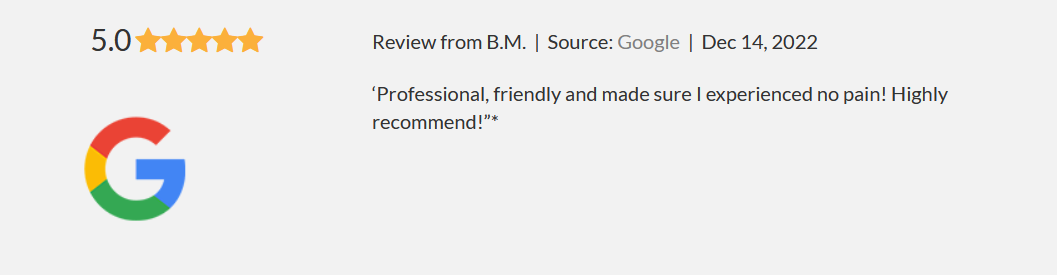 5.0
Review from B.M. | Source: Google | Dec 14, 2022
‘Professional, friendly and made sure I experienced no pain! Highly
recommend!”*